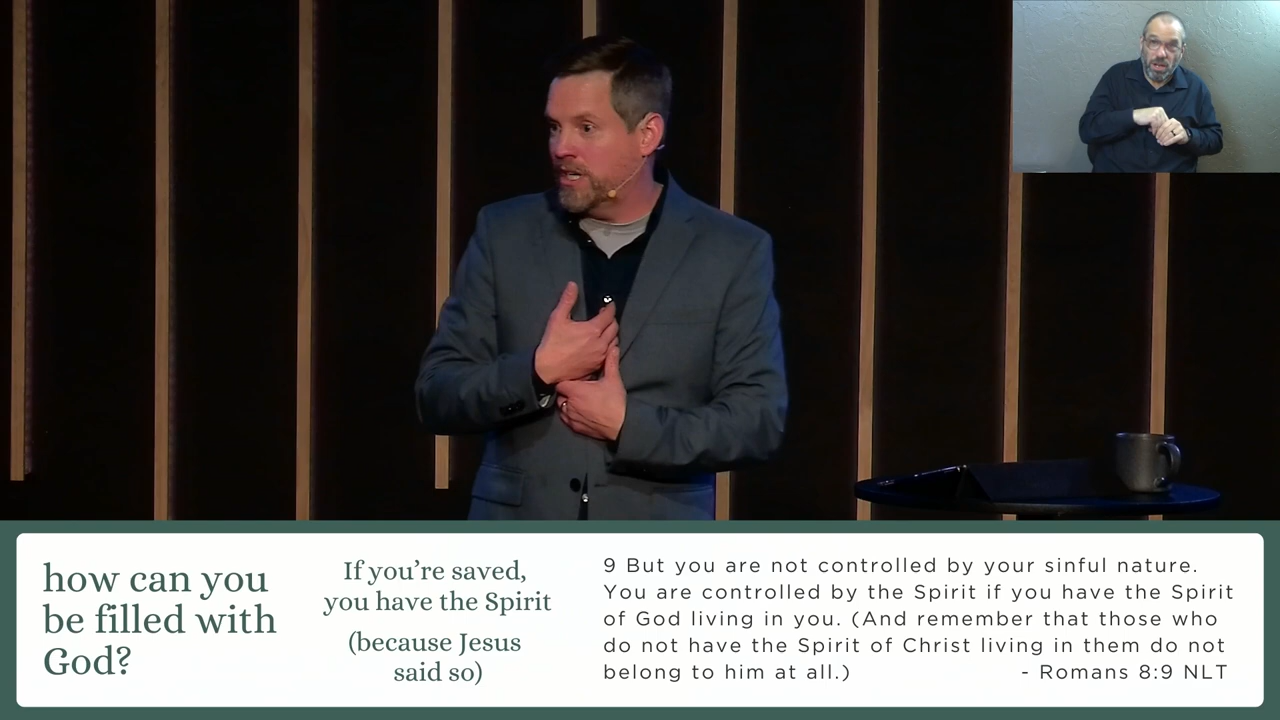 how can you
be filled with
God?
If you're saved,
you have the Spirit
(because Jesus
said so)
9 But you are not controlled by your sinful nature.
You are controlled by the Spirit if you have the Spirit
of God living in you. (And remember that those who
do not have the Spirit of Christ living in them do not
belong to him at all.)
- Romans 8:9 NLT